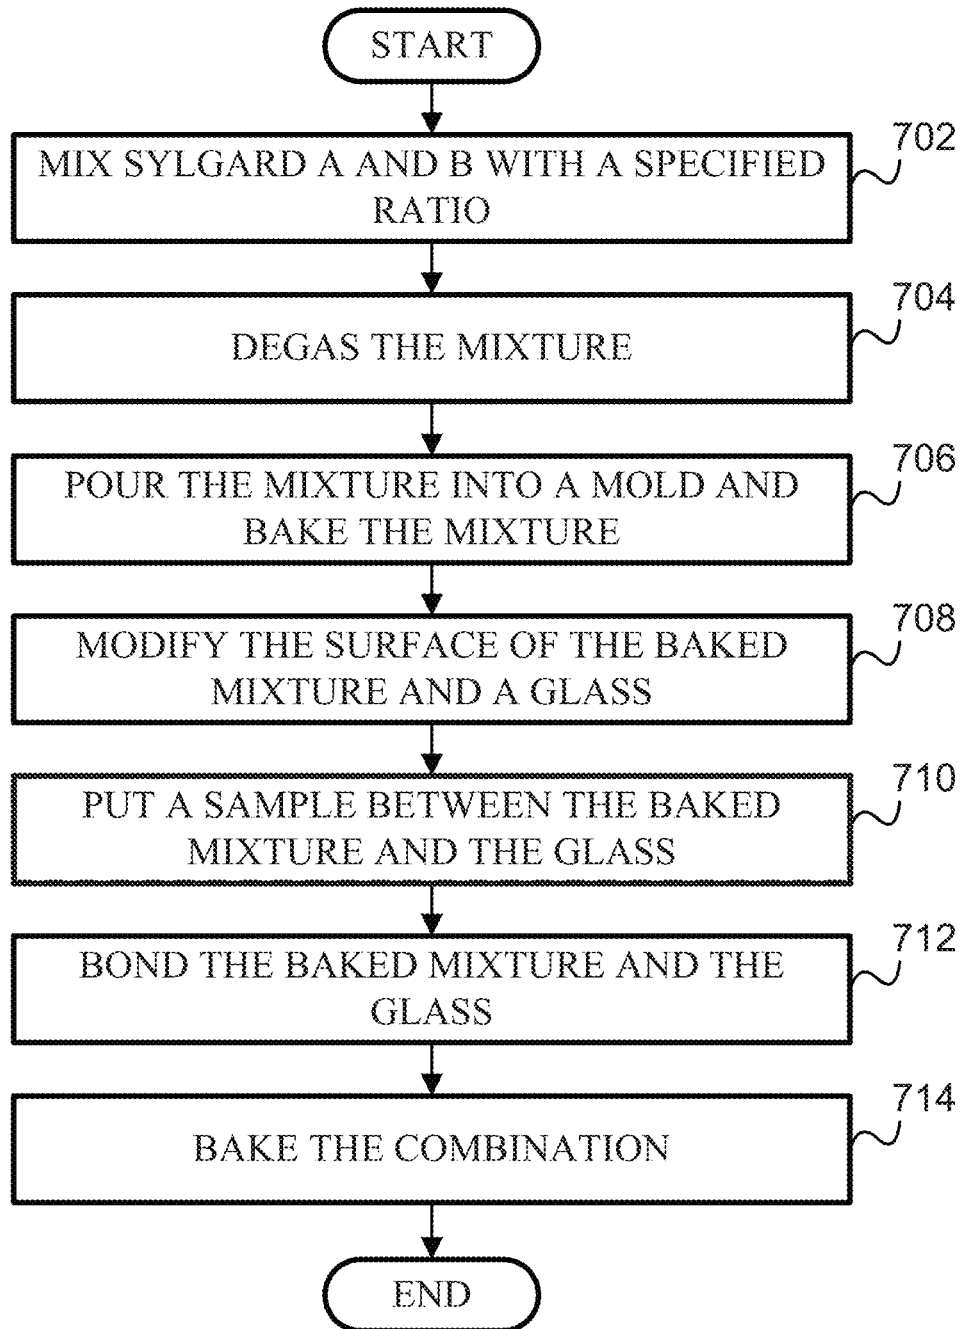 START
702
MIX SYLGARD A AND B WITH A SPECIFIED
RATIO
704
DEGAS THE MIXTURE
706
POUR THE MIXTURE INTO A MOLD AND
BAKE THE MIXTURE
708
MODIFY THE SURFACE OF THE BAKED
MIXTURE AND A GLASS
710
PUT A SAMPLE BETWEEN THE BAKED
MIXTURE AND THE GLASS
712
BOND THE BAKED MIXTURE AND THE
GLASS
714
BAKE THE COMBINATION
END